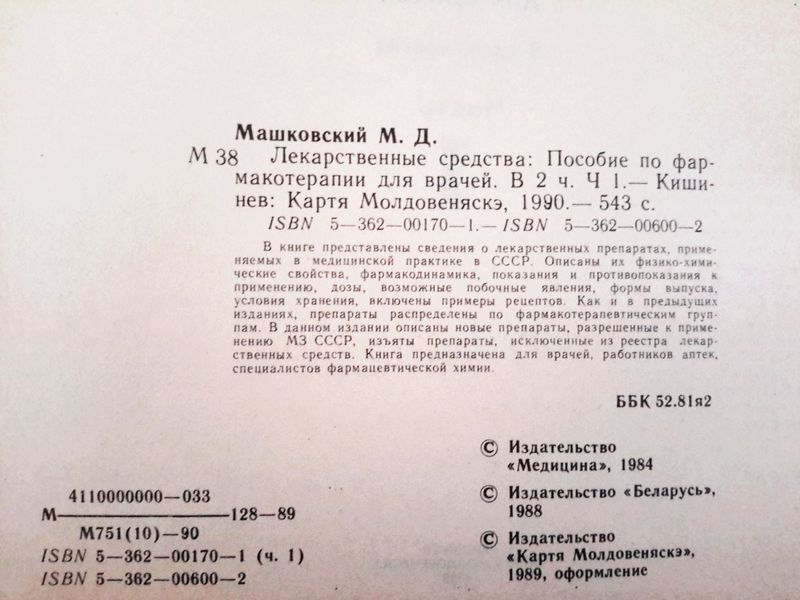 Машковский М. Д.
М 38 Лекарственные средства: Пособие по фар-
макотерапии для врачей. В 2 ч. Ч 1.— Киши-
нев: Картя Молдовеняскэ, 1990.— 543 с.
ISBN 5—362—00170—1.— ISBN 5—362—00600—2
В книге представлены сведения о лекарственных препаратах, приме-
няемых в медицинской практике в СССР. Описаны их физико-хими-
ческие свойства, фармакодинамика, показания и противопоказания к
применению, дозы, возможные побочные явления, формы выпуска,
условия хранения, включены примеры рецептов. Как и в предыдущих
изданиях, препараты распределены по фармакотерапевтическим груп-
пам. В данном издании описаны новые препараты, разрешенные к приме-
нению МЗ СССР, изъяты препараты, исключенные из реестра лекар-
ственных средств. Книга предназначена для врачей, работников аптек,
специалистов фармацевтической химии.
ББК 52.81я2
© Издательство
«Медицина», 1984
© Издательство «Беларусь»,
1988
© Издательство
«Картя Молдовеняскэ»,
1989, оформление
4110000000—033
М—128—89
М751(10)—90
ISBN 5—362—00170—1 (ч. 1)
ISBN 5—362—00600—2